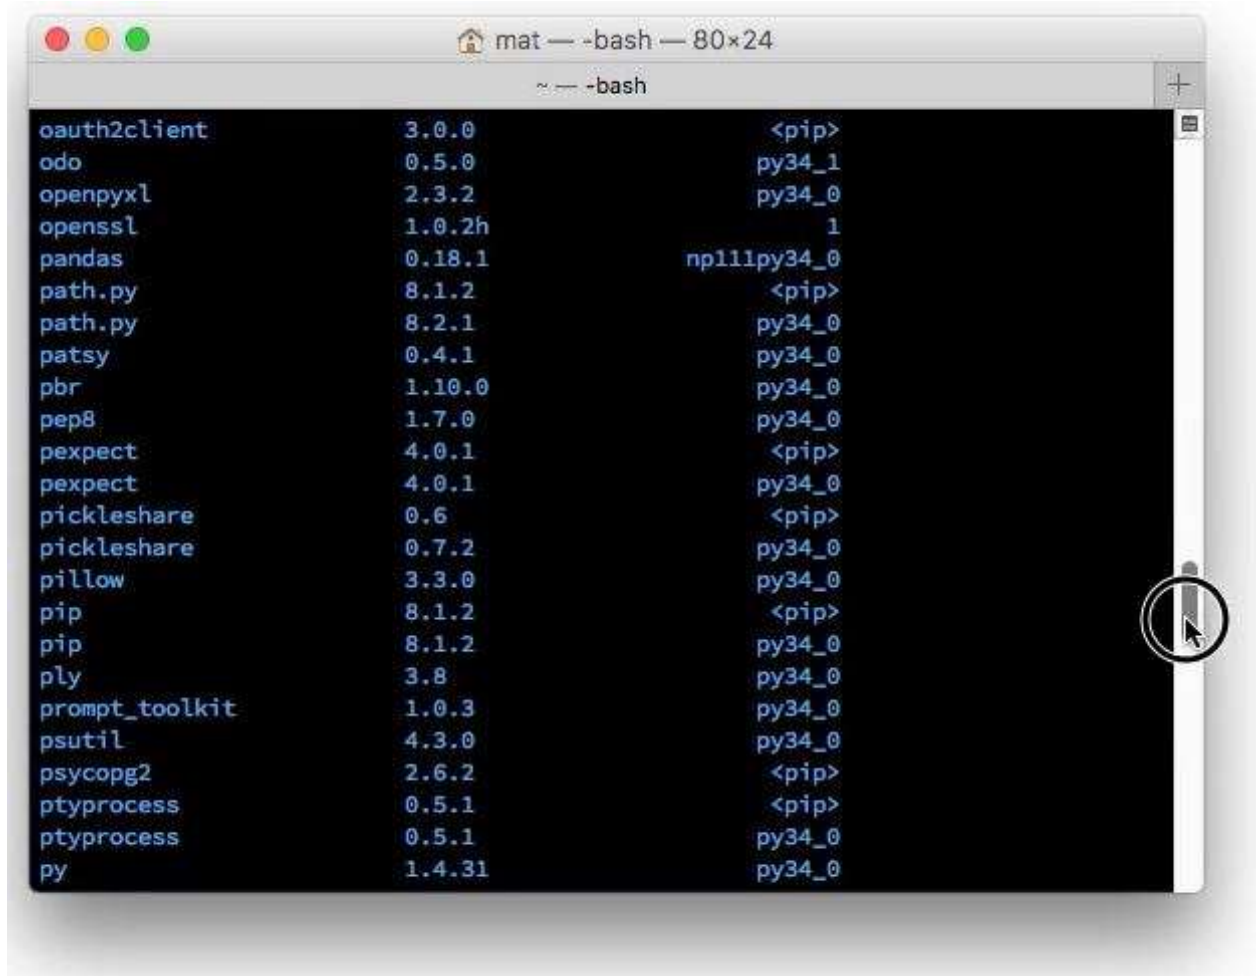 mat — -bash — 80×24
~ — -bash
oauth2client 3.0.0 <pip>
odo 0.5.0 py34_1
openpyxl 2.3.2 py34_0
openssl 1.0.2h 1
pandas 0.18.1 np111py34_0
path.py 8.1.2 <pip>
path.py 8.2.1 py34_0
patsy 0.4.1 py34_0
pbr 1.10.0 py34_0
pep8 1.7.0 py34_0
pexpect 4.0.1 <pip>
pexpect 4.0.1 py34_0
pickleshare 0.6 <pip>
pickleshare 0.7.2 py34_0
pillow 3.3.0 py34_0
pip 8.1.2 <pip>
pip 8.1.2 py34_0
ply 3.8 py34_0
prompt_toolkit 1.0.3 py34_0
psutil 4.3.0 py34_0
psycopg2 2.6.2 <pip>
ptyprocess 0.5.1 <pip>
ptyprocess 0.5.1 py34_0
py 1.4.31 py34_0